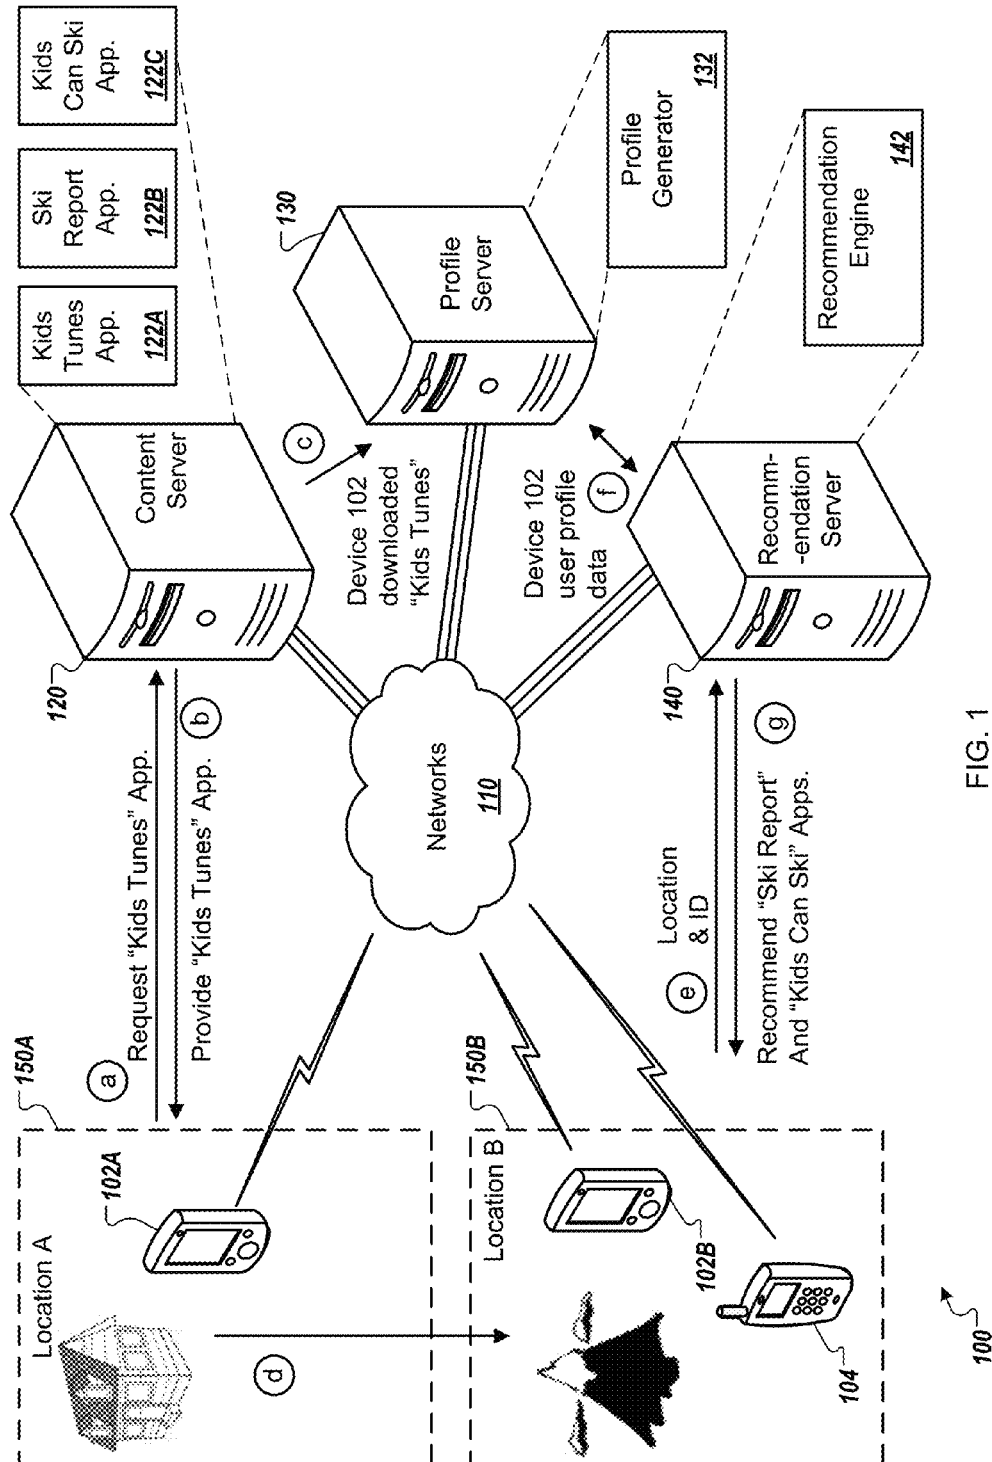 Location A
150A
102A
a
Request “Kids Tunes” App.
Provide “Kids Tunes” App.
b
120
Content
Server
Kids
Tunes
App.
122A
Ski
Report
App.
122B
Kids
Can Ski
App.
122C
c
Device 102
downloaded
“Kids Tunes”
130
Profile
Server
Profile
Generator
132
d
Networks
110
Location B
150B
102B
104
e
Location
& ID
Recommend “Ski Report”
And “Kids Can Ski” Apps.
g
f
Device 102
user profile
data
140
Recomm-
-endation
Server
Recommendation
Engine
142
100
FIG. 1